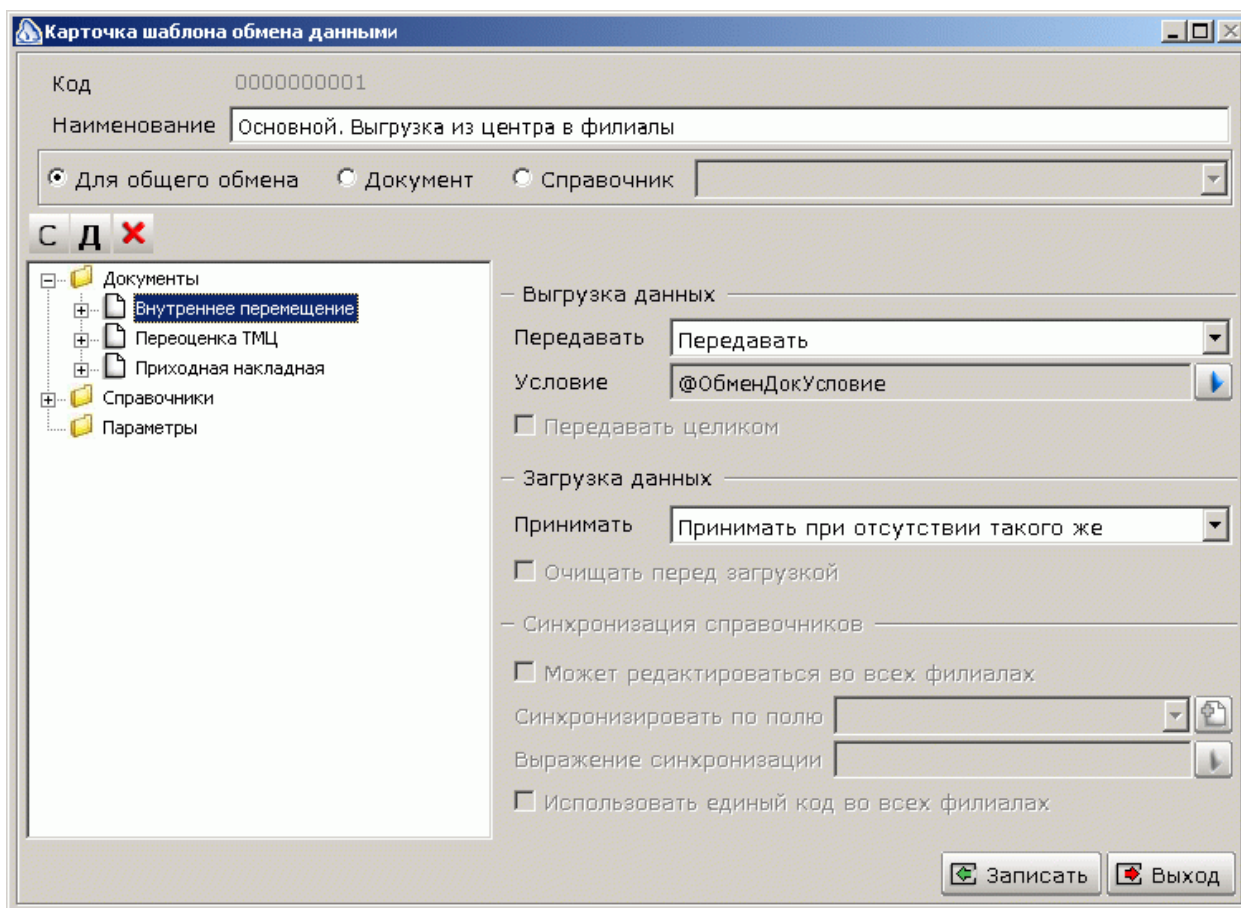 Карточка шаблона обмена данными
Код 0000000001
Наименование Основной. Выгрузка из центра в филиалы
Для общего обмена Документ Справочник
С Д
Документы
Внутреннее перемещение
Переоценка ТМЦ
Приходная накладная
Справочники
Параметры
Выгрузка данных
Передавать Передавать
Условие @ОбменДокУсловие
Передавать целиком
Загрузка данных
Принимать Принимать при отсутствии такого же
Очищать перед загрузкой
Синхронизация справочников
Может редактироваться во всех филиалах
Синхронизировать по полю
Выражение синхронизации
Использовать единый код во всех филиалах
Записать Выход